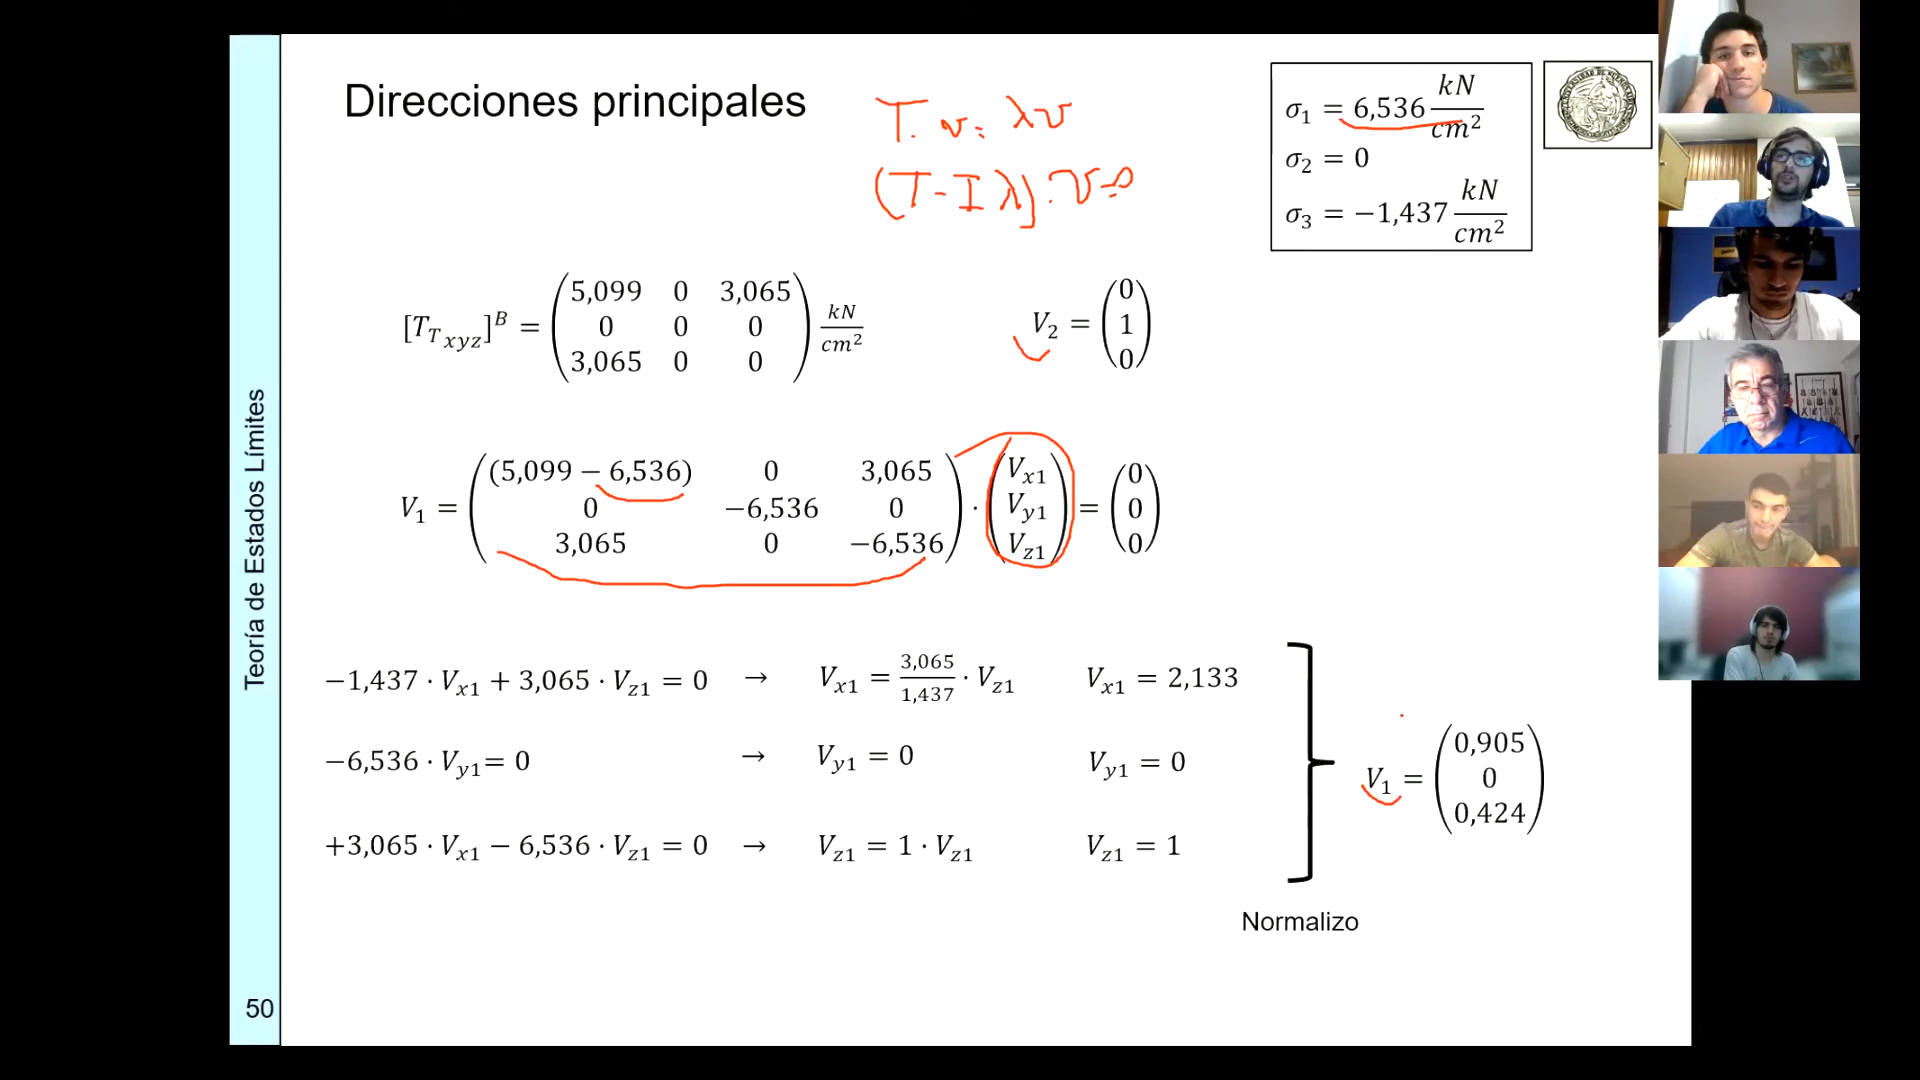 Direcciones principales
T. v = λv
(T - I λ) . v = 0
σ1 = 6,536 kN/cm²
σ2 = 0
σ3 = −1,437 kN/cm²
[T_T xyz]^B = (5,099 0 3,065
0 0 0
3,065 0 0) kN/cm²
V2 = (0
1
0)
V1 = ((5,099 − 6,536) 0 3,065
0 −6,536 0
3,065 0 −6,536) · (Vx1
Vy1
Vz1) = (0
0
0)
−1,437 · Vx1 + 3,065 · Vz1 = 0 → Vx1 = 3,065/1,437 · Vz1 Vx1 = 2,133
−6,536 · Vy1= 0 → Vy1 = 0 Vy1 = 0
+3,065 · Vx1 − 6,536 · Vz1 = 0 → Vz1 = 1 · Vz1 Vz1 = 1
V1 = (0,905
0
0,424)
Normalizo
Teoría de Estados Límites
50